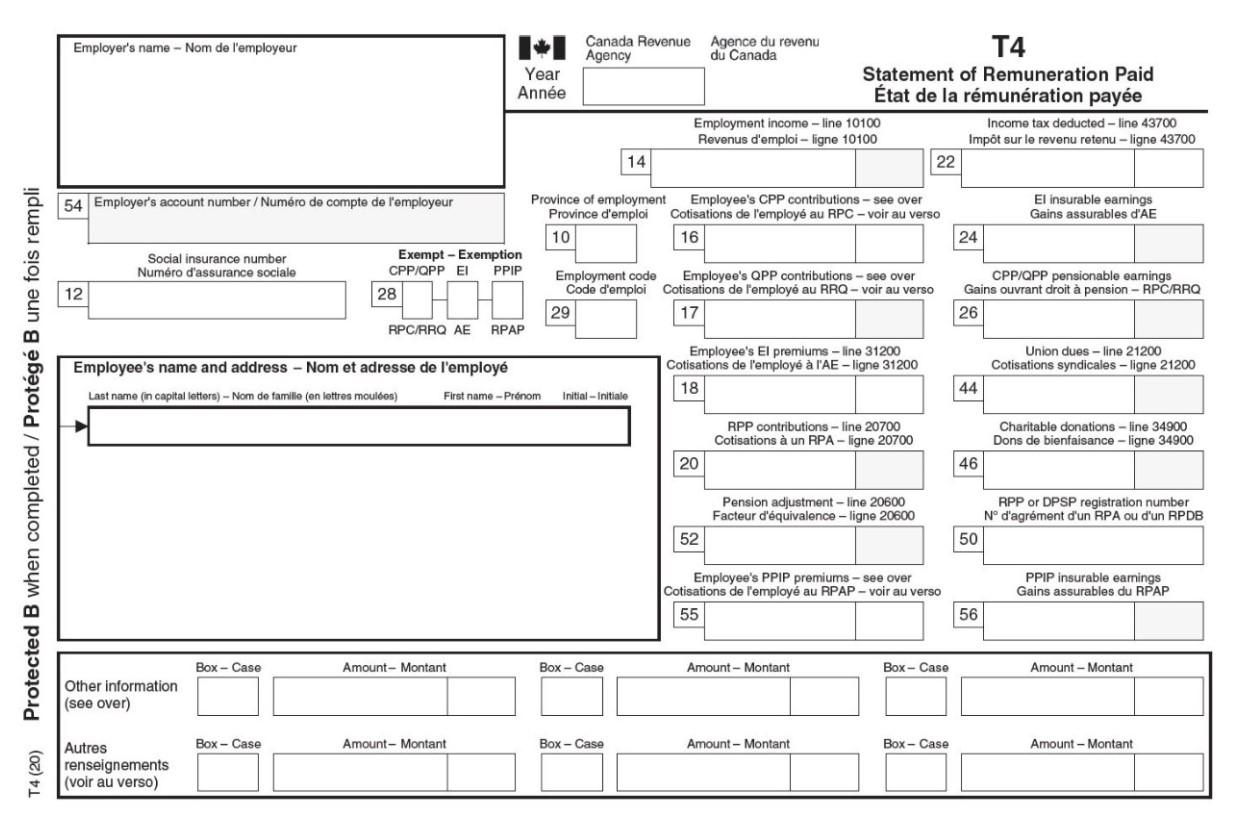 Employer's name – Nom de l'employeur
Canada Revenue Agency
Agence du revenu du Canada
Year
Année
T4
Statement of Remuneration Paid
État de la rémunération payée
Employment income – line 10100
Revenus d'emploi – ligne 10100
14
Income tax deducted – line 43700
Impôt sur le revenu retenu – ligne 43700
22
54
Employer's account number / Numéro de compte de l'employeur
Province of employment
Province d'emploi
10
Employee's CPP contributions – see over
Cotisations de l'employé au RPC – voir au verso
16
EI insurable earnings
Gains assurables d'AE
24
Social insurance number
Numéro d'assurance sociale
12
Exempt – Exemption
CPP/QPP EI PPIP
28
RPC/RRQ AE RPAP
Employment code
Code d'emploi
29
Employee's QPP contributions – see over
Cotisations de l'employé au RRQ – voir au verso
17
CPP/QPP pensionable earnings
Gains ouvrant droit à pension – RPC/RRQ
26
Employee's name and address – Nom et adresse de l'employé
Last name (in capital letters) – Nom de famille (en lettres moulées) First name – Prénom Initial – Initiale
Employee's EI premiums – line 31200
Cotisations de l'employé à l'AE – ligne 31200
18
Union dues – line 21200
Cotisations syndicales – ligne 21200
44
RPP contributions – line 20700
Cotisations à un RPA – ligne 20700
20
Charitable donations – line 34900
Dons de bienfaisance – ligne 34900
46
Pension adjustment – line 20600
Facteur d'équivalence – ligne 20600
52
RPP or DPSP registration number
N° d'agrément d'un RPA ou d'un RPDB
50
Employee's PPIP premiums – see over
Cotisations de l'employé au RPAP – voir au verso
55
PPIP insurable earnings
Gains assurables du RPAP
56
Other information
(see over)
Box – Case Amount – Montant Box – Case Amount – Montant Box – Case Amount – Montant
Autres
renseignements
(voir au verso)
Box – Case Amount – Montant Box – Case Amount – Montant Box – Case Amount – Montant
Protected B when completed / Protégé B une fois rempli
T4 (20)